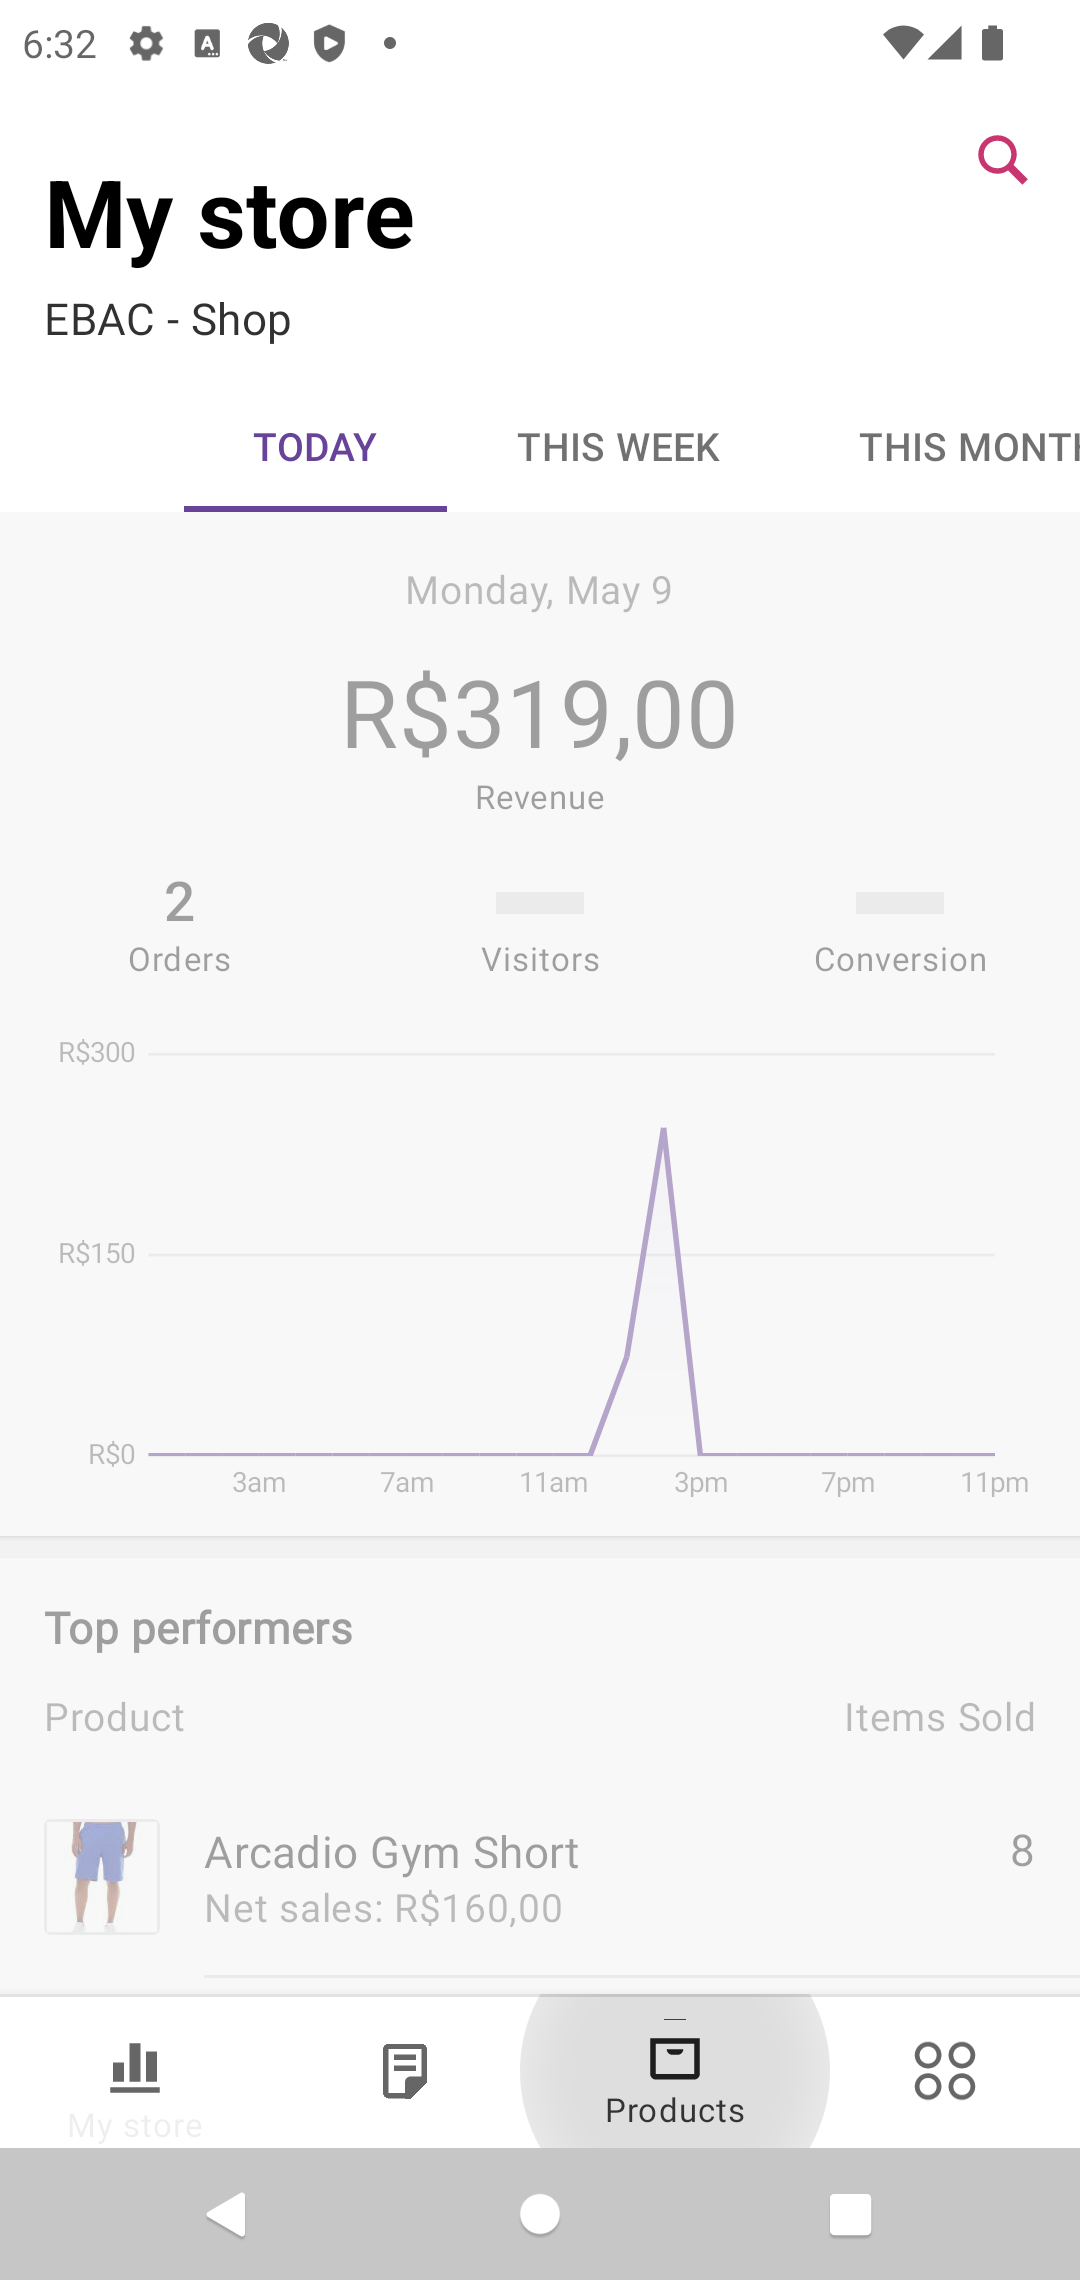 6:32
My store
EBAC - Shop
TODAY THIS WEEK THIS MONTH
Monday, May 9
R$319,00
Revenue
2
Orders Visitors Conversion
R$300
R$150
R$0
3am 7am 11am 3pm 7pm 11pm
Top performers
Product Items Sold
Arcadio Gym Short 8
Net sales: R$160,00
Products
My store